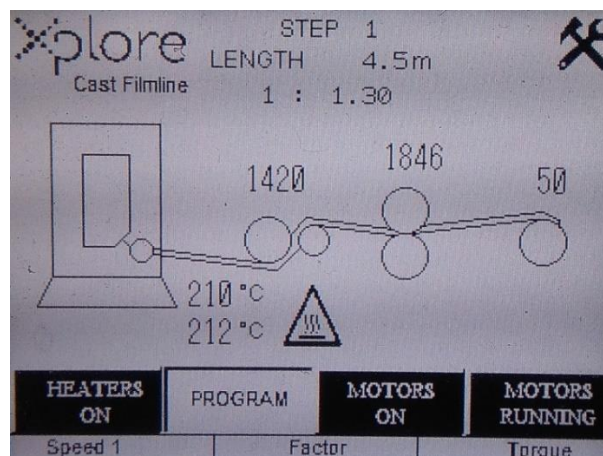 Xplore
Cast Filmline
STEP 1
LENGTH 4.5m
1 : 1.30
1420
1846
50
210 °C
212 °C
HEATERS ON
PROGRAM
MOTORS ON
MOTORS RUNNING
Speed 1
Factor
Torque